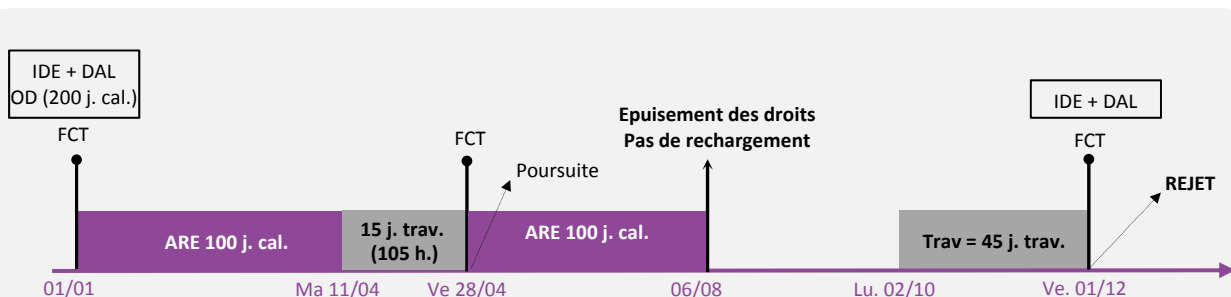 IDE + DAL
OD (200 j. cal.)
FCT
Epuisement des droits
Pas de rechargement
IDE + DAL
FCT
FCT
Poursuite
REJET
ARE 100 j. cal.
15 j. trav.
(105 h.)
ARE 100 j. cal.
Trav = 45 j. trav.
01/01
Ma 11/04
Ve 28/04
06/08
Lu. 02/10
Ve. 01/12